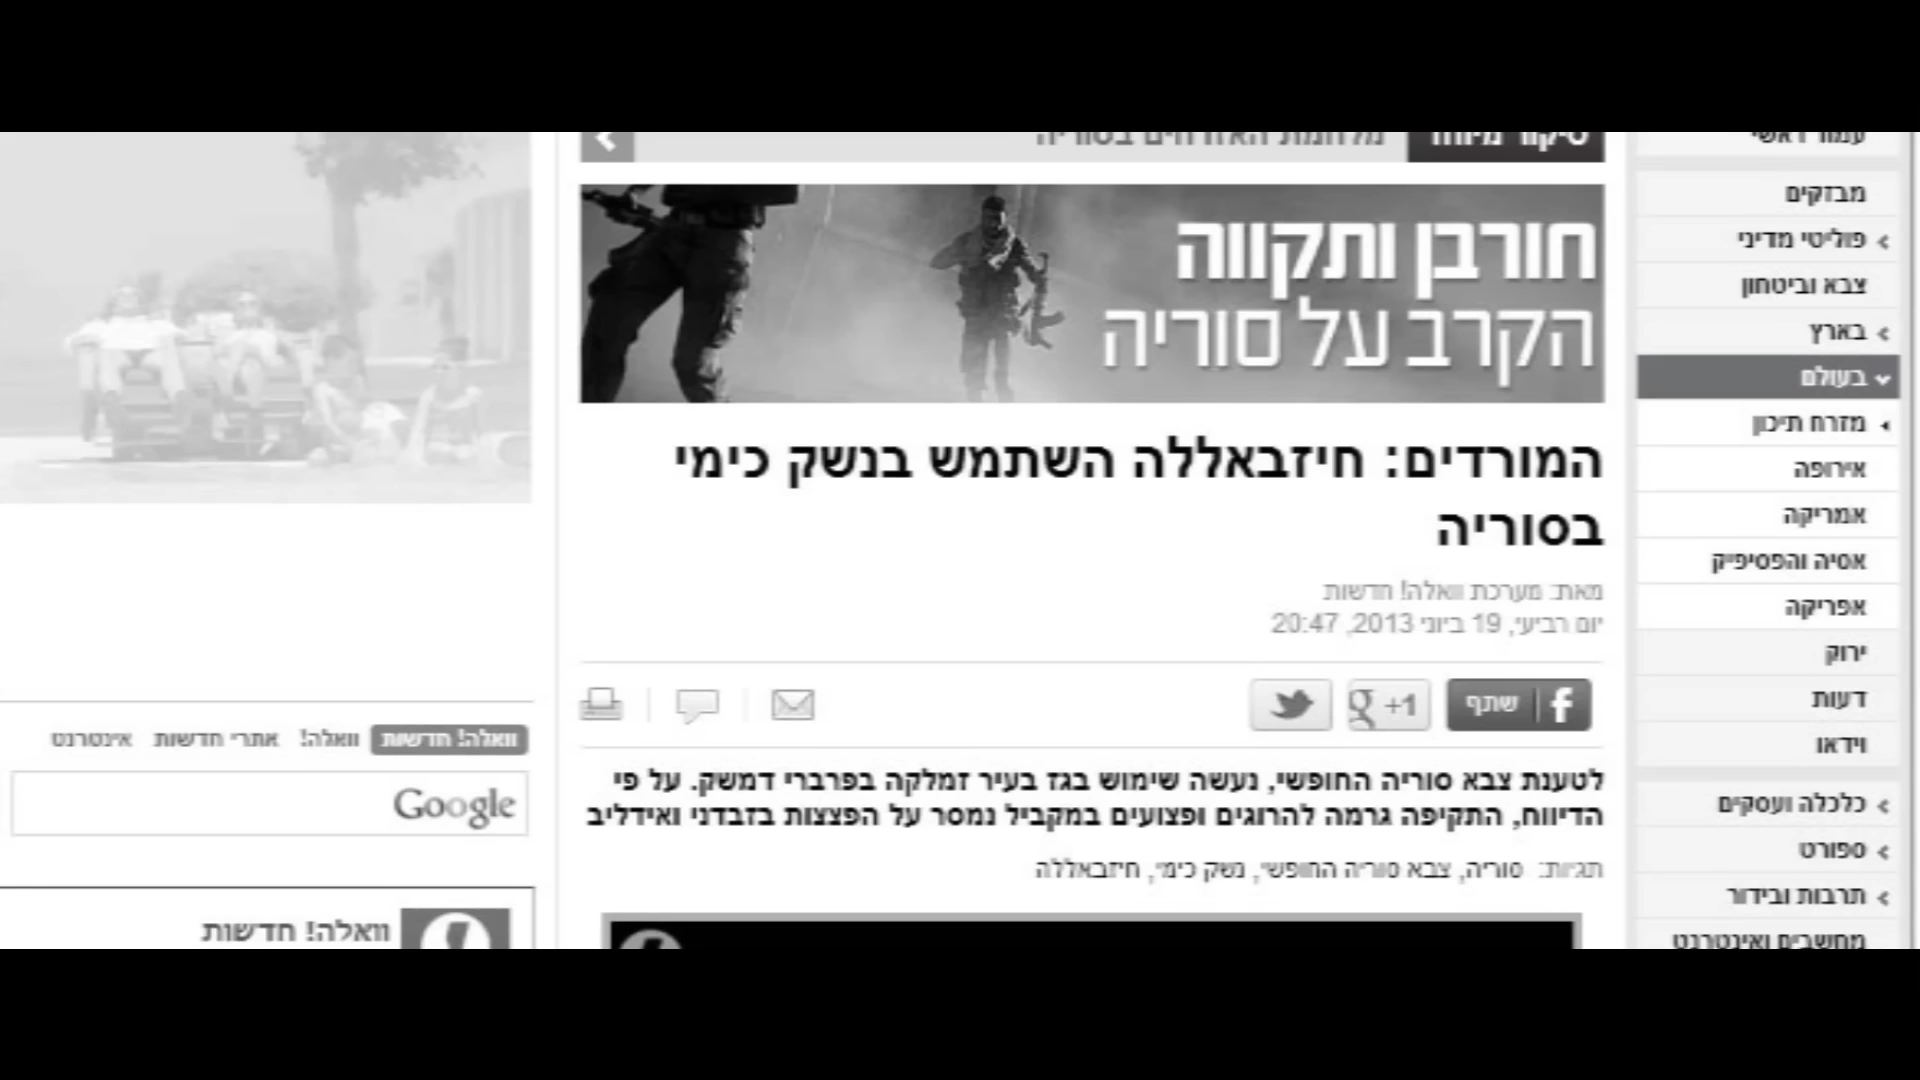 עמוד ראשי
מבזקים
פוליטי מדיני
צבא וביטחון
בארץ
בעולם
מזרח תיכון
אירופה
אמריקה
אסיה והפסיפיק
אפריקה
ירוק
דעות
וידאו
כלכלה ועסקים
ספורט
תרבות ובידור
מחשבים ואינטרנט
סיקור מיוחד מלחמת האזרחים בסוריה
חורבן ותקווה
הקרב על סוריה
המורדים: חיזבאללה השתמש בנשק כימי
בסוריה
מאת: מערכת וואלה! חדשות
יום רביעי, 19 ביוני 2013, 20:47
שתף
g +1
לטענת צבא סוריה החופשי, נעשה שימוש בגז בעיר זמלקה בפרברי דמשק. על פי
הדיווח, התקיפה גרמה להרוגים ופצועים במקביל נמסר על הפצצות בזבדני ואידליב
תגיות: סוריה, צבא סוריה החופשי, נשק כימי, חיזבאללה
וואלה! חדשות וואלה! אתרי חדשות אינטרנט
Google
וואלה! חדשות